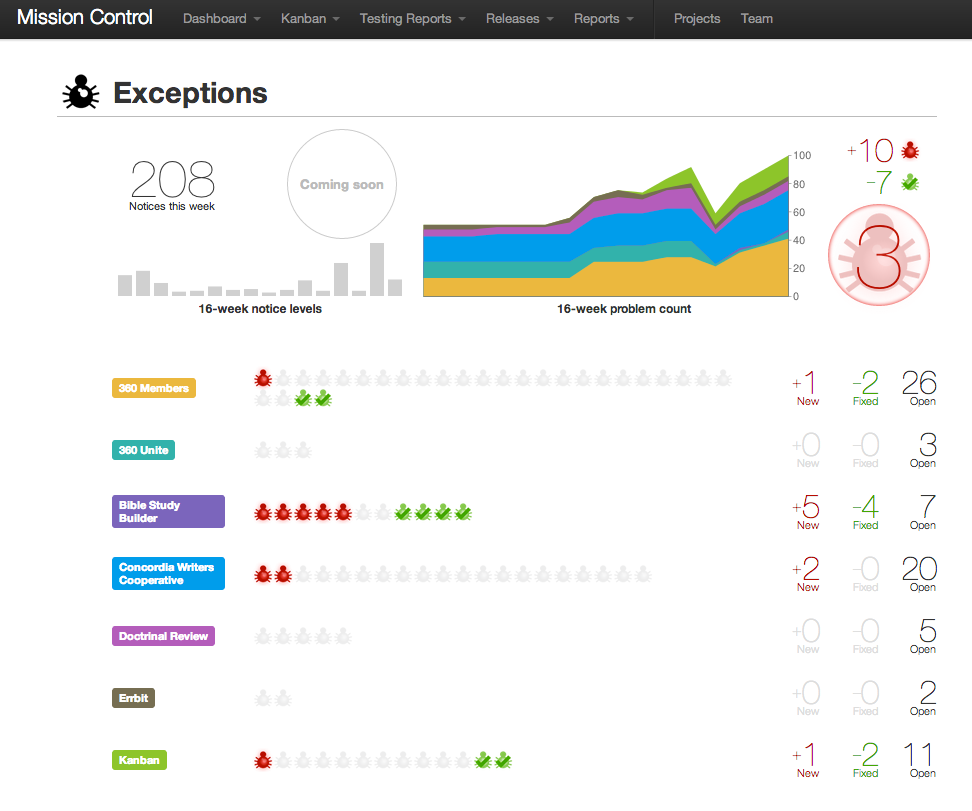 Mission Control Dashboard Kanban Testing Reports Releases Reports Projects Team
Exceptions
208
Notices this week
Coming soon
16-week notice levels
100
80
60
40
20
0
16-week problem count
+10
-7
3
360 Members
+1 New
-2 Fixed
26 Open
360 Unite
+0 New
-0 Fixed
3 Open
Bible Study
Builder
+5 New
-4 Fixed
7 Open
Concordia Writers
Cooperative
+2 New
-0 Fixed
20 Open
Doctrinal Review
+0 New
-0 Fixed
5 Open
Errbit
+0 New
-0 Fixed
2 Open
Kanban
+1 New
-2 Fixed
11 Open